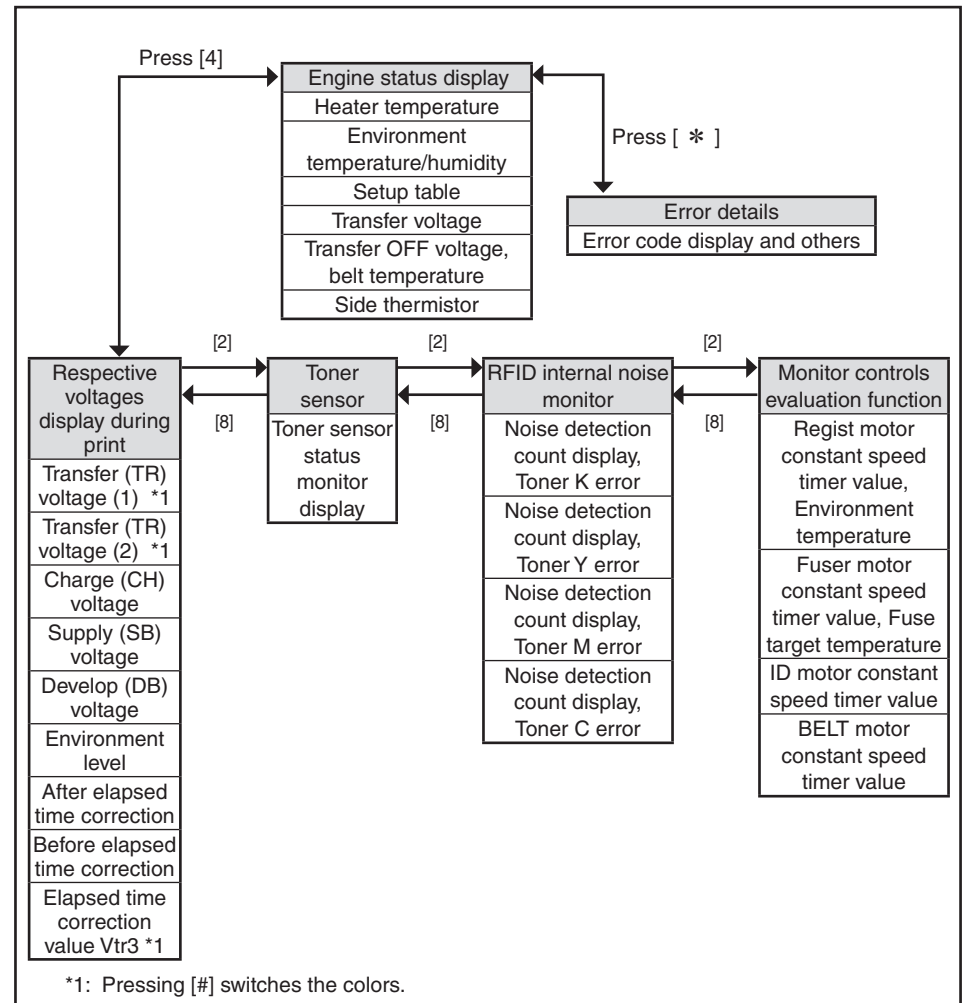 Press [4]
Engine status display
Heater temperature
Environment
temperature/humidity
Setup table
Transfer voltage
Transfer OFF voltage,
belt temperature
Side thermistor
Press [ * ]
Error details
Error code display and others
[2]
[8]
[2]
[8]
[2]
[8]
Respective
voltages
display during
print
Transfer (TR)
voltage (1) *1
Transfer (TR)
voltage (2) *1
Charge (CH)
voltage
Supply (SB)
voltage
Develop (DB)
voltage
Environment
level
After elapsed
time correction
Before elapsed
time correction
Elapsed time
correction
value Vtr3 *1
Toner
sensor
Toner sensor
status
monitor
display
RFID internal noise
monitor
Noise detection
count display,
Toner K error
Noise detection
count display,
Toner Y error
Noise detection
count display,
Toner M error
Noise detection
count display,
Toner C error
Monitor controls
evaluation function
Regist motor
constant speed
timer value,
Environment
temperature
Fuser motor
constant speed
timer value, Fuse
target temperature
ID motor constant
speed timer value
BELT motor
constant speed
timer value
*1: Pressing [#] switches the colors.